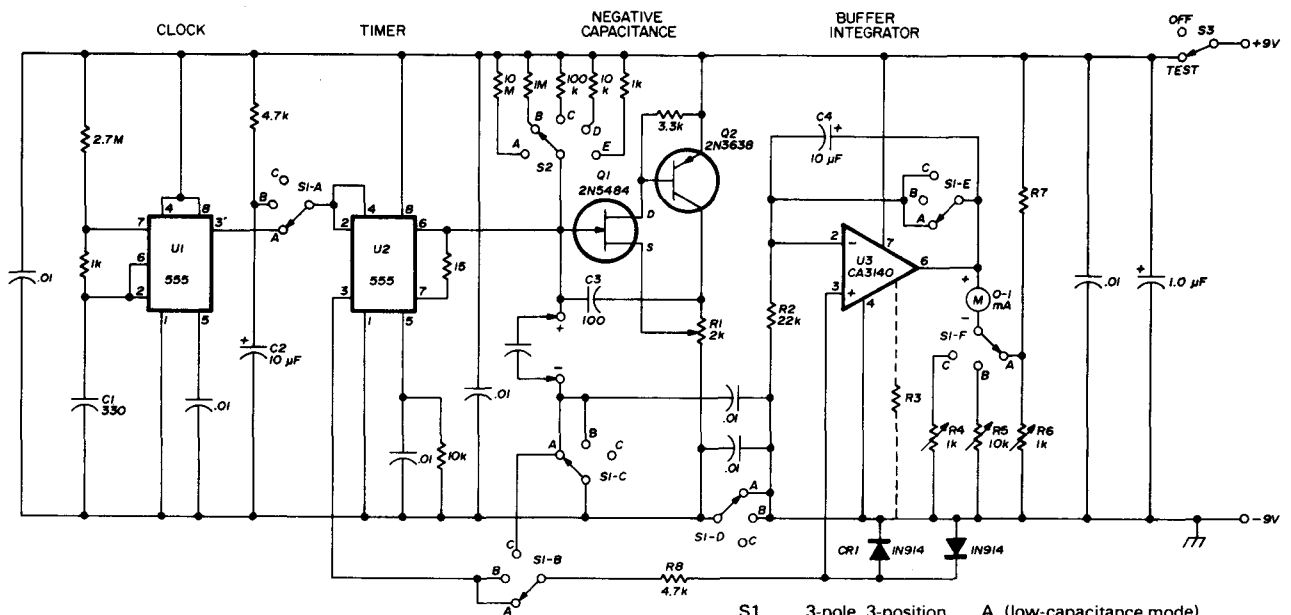 CLOCK
TIMER
NEGATIVE
CAPACITANCE
BUFFER
INTEGRATOR
OFF
S3
+9V
TEST
2.7M
4.7k
10
M
1M
100
k
10
k
1k
B
C
D
A
E
S2
3.3k
Q2
2N3638
Q1
2N5484
D
S
C4
10 µF
+
C
B
A
S1-E
R7
C
B
A
S1-A
4
8
7
3
6
2
1
5
U1
555
1k
4
8
2
6
3
7
1
5
U2
555
15
.01
C3
100
+
R1
2k
R2
22k
2
-
3
+
7
6
4
U3
CA3140
+
M
0-1
mA
-
S1-F
C
B
A
.01
+
1.0 µF
C2
+
10 µF
C1
330
.01
.01
10k
.01
-
A
B
C
S1-C
.01
.01
R3
R4
1k
R5
10k
R6
1k
A
B
C
S1-D
-9V
C
B
A
S1-B
R8
4.7k
CR1
1N914
1N914
S1
3-pole, 3-position
A (low-capacitance mode)